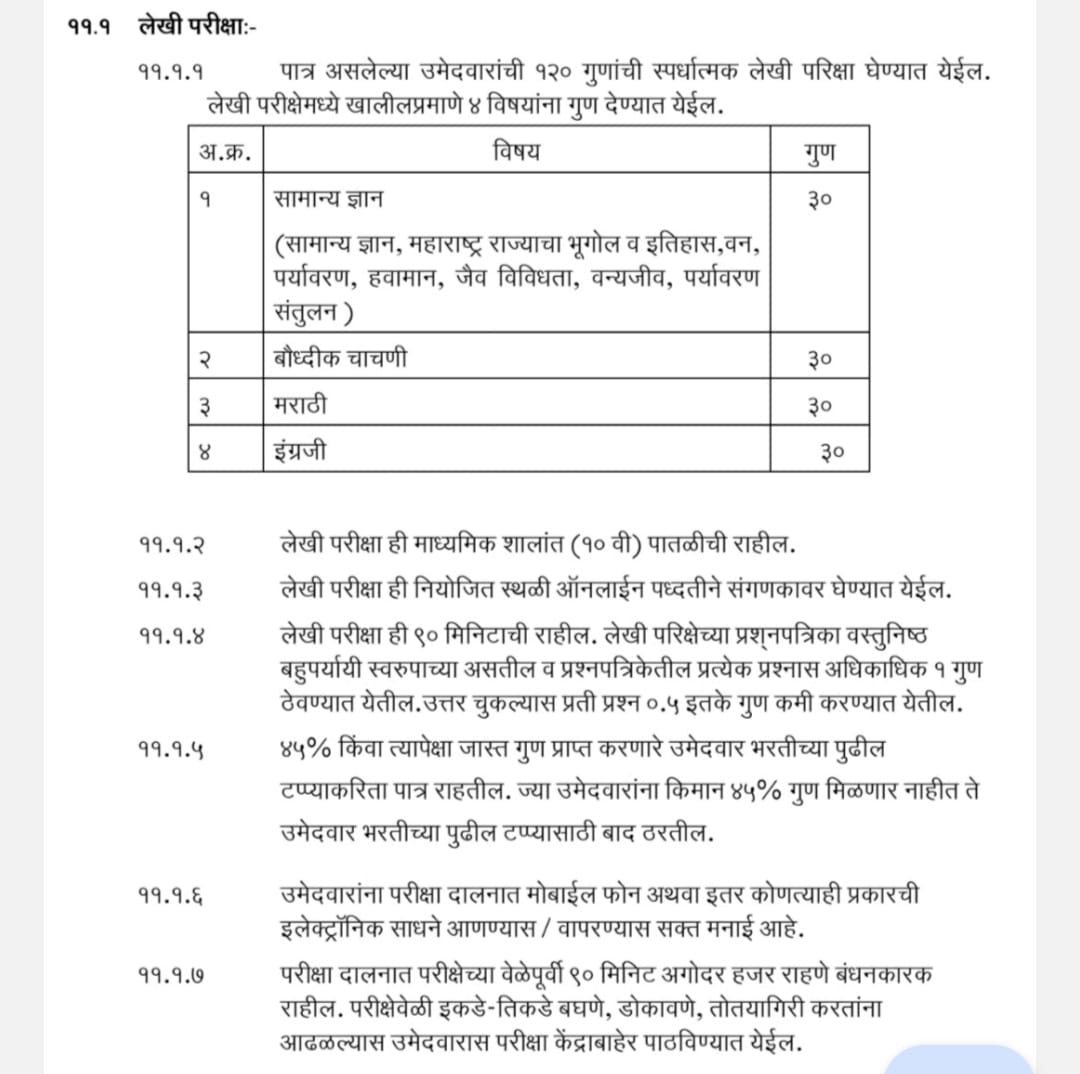 ११.१ लेखी परीक्षा:-
११.१.१ पात्र असलेल्या उमेदवारांची १२० गुणांची स्पर्धात्मक लेखी परिक्षा घेण्यात येईल.
लेखी परीक्षेमध्ये खालीलप्रमाणे ४ विषयांना गुण देण्यात येईल.
अ.क्र. विषय गुण
१ सामान्य ज्ञान ३०
(सामान्य ज्ञान, महाराष्ट्र राज्याचा भूगोल व इतिहास,वन,
पर्यावरण, हवामान, जैव विविधता, वन्यजीव, पर्यावरण
संतुलन )
२ बौध्दीक चाचणी ३०
३ मराठी ३०
४ इंग्रजी ३०
११.१.२ लेखी परीक्षा ही माध्यमिक शालांत (१० वी) पातळीची राहील.
११.१.३ लेखी परीक्षा ही नियोजित स्थळी ऑनलाईन पध्दतीने संगणकावर घेण्यात येईल.
११.१.४ लेखी परीक्षा ही ९० मिनिटाची राहील. लेखी परिक्षेच्या प्रश्‍नपत्रिका वस्तुनिष्ठ
बहुपर्यायी स्वरुपाच्या असतील व प्रश्नपत्रिकेतील प्रत्येक प्रश्नास अधिकाधिक १ गुण
ठेवण्यात येतील.उत्तर चुकल्यास प्रती प्रश्न ०.५ इतके गुण कमी करण्यात येतील.
११.१.५ ४५% किंवा त्यापेक्षा जास्त गुण प्राप्त करणारे उमेदवार भरतीच्या पुढील
टप्प्याकरिता पात्र राहतील. ज्या उमेदवारांना किमान ४५% गुण मिळणार नाहीत ते
उमेदवार भरतीच्या पुढील टप्प्यासाठी बाद ठरतील.
११.१.६ उमेदवारांना परीक्षा दालनात मोबाईल फोन अथवा इतर कोणत्याही प्रकारची
इलेक्ट्रॉनिक साधने आणण्यास / वापरण्यास सक्त मनाई आहे.
११.१.७ परीक्षा दालनात परीक्षेच्या वेळेपूर्वी ९० मिनिट अगोदर हजर राहणे बंधनकारक
राहील. परीक्षेवेळी इकडे-तिकडे बघणे, डोकावणे, तोतयागिरी करतांना
आढळल्यास उमेदवारास परीक्षा केंद्राबाहेर पाठविण्यात येईल.